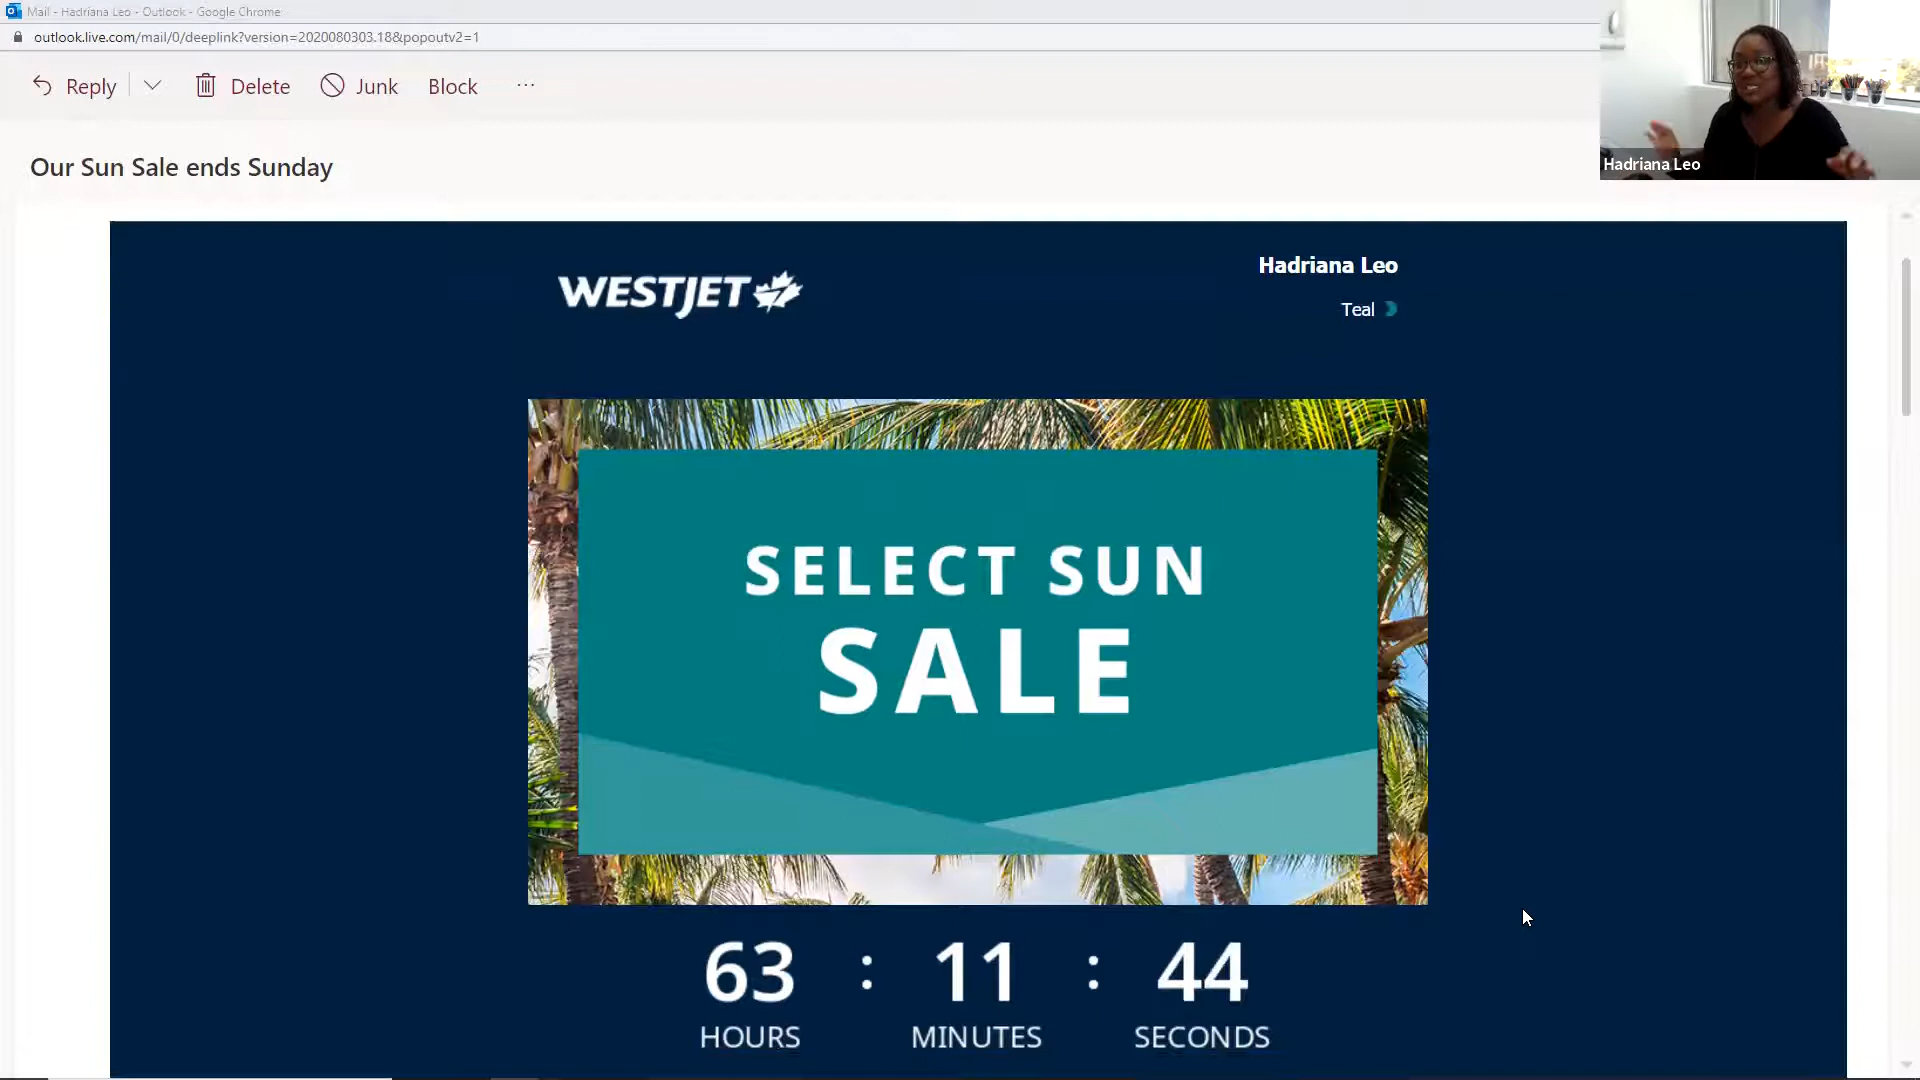 Mail - Hadriana Leo - Outlook - Google Chrome
outlook.live.com/mail/0/deeplink?version=2020080303.18&popoutv2=1
Reply Delete Junk Block ...
Hadriana Leo
Our Sun Sale ends Sunday
WESTJET
Hadriana Leo
Teal
SELECT SUN
SALE
63 : 11 : 44
HOURS MINUTES SECONDS